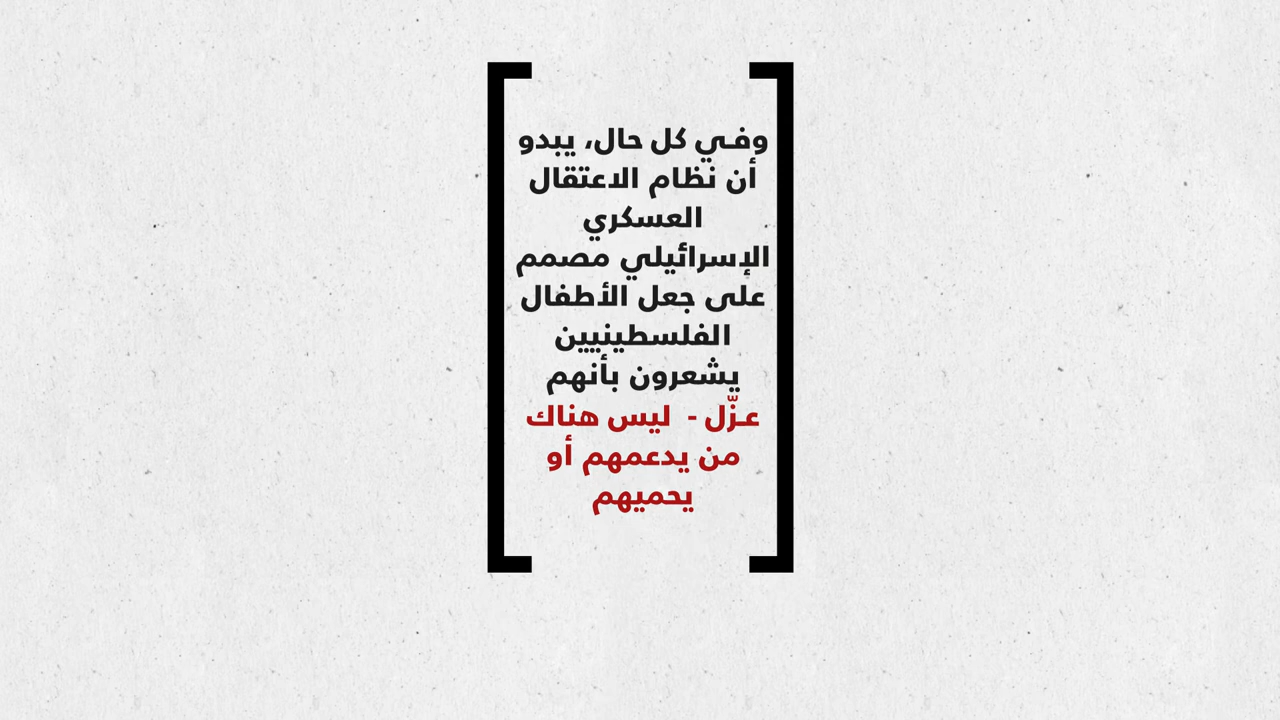 وفي كل حال، يبدو
أن نظام الاعتقال
العسكري
الإسرائيلي مصمم
على جعل الأطفال
الفلسطينيين
يشعرون بأنهم
عـزّل - ليس هناك
من يدعمهم أو
يحميهم